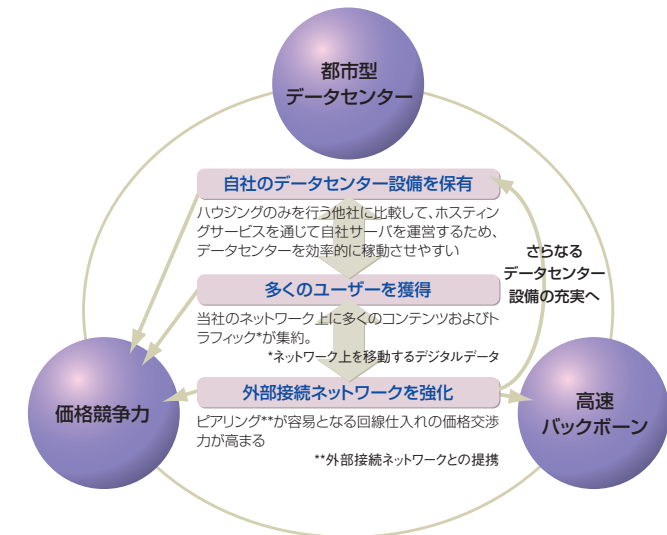 都市型
データセンター
自社のデータセンター設備を保有
ハウジングのみを行う他社に比較して、ホスティン
グサービスを通じて自社サーバを運営するため、
データセンターを効率的に稼動させやすい
さらなる
データセンター
設備の充実へ
多くのユーザーを獲得
当社のネットワーク上に多くのコンテンツおよびト
ラフィック*が集約。
*ネットワーク上を移動するデジタルデータ
価格競争力
外部接続ネットワークを強化
ピアリング**が容易となる回線仕入れの価格交渉
力が高まる
**外部接続ネットワークとの提携
高速
バックボーン